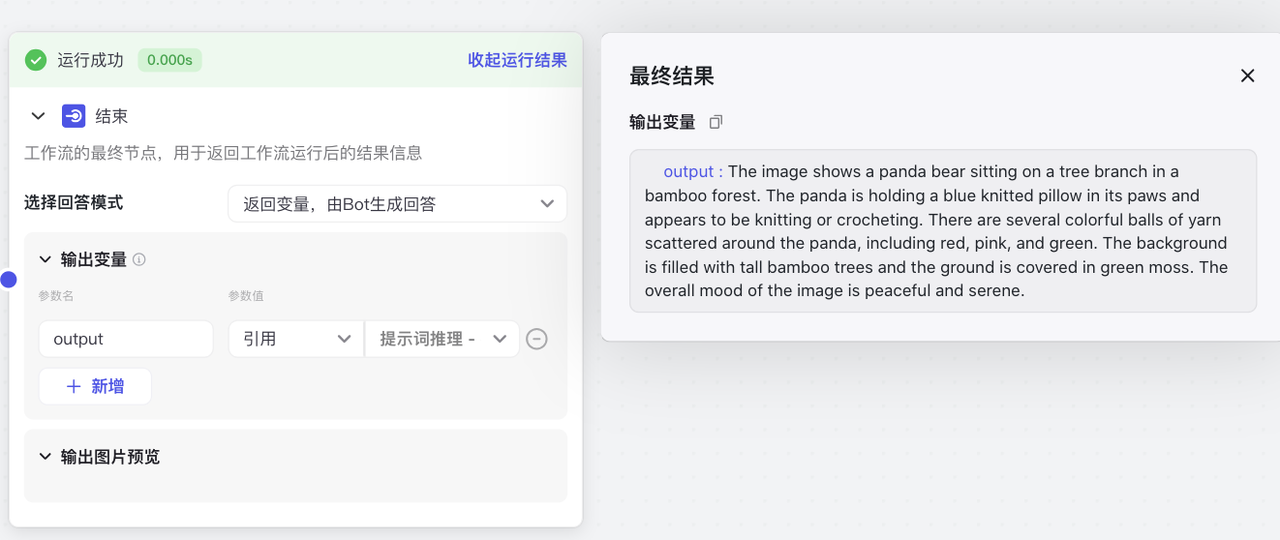 运行成功 0.000s 收起运行结果
结束
工作流的最终节点，用于返回工作流运行后的结果信息
选择回答模式 返回变量，由Bot生成回答
输出变量
参数名 参数值
output 引用 提示词推理 -
新增
输出图片预览
最终结果
输出变量
output : The image shows a panda bear sitting on a tree branch in a
bamboo forest. The panda is holding a blue knitted pillow in its paws and
appears to be knitting or crocheting. There are several colorful balls of yarn
scattered around the panda, including red, pink, and green. The background
is filled with tall bamboo trees and the ground is covered in green moss. The
overall mood of the image is peaceful and serene.